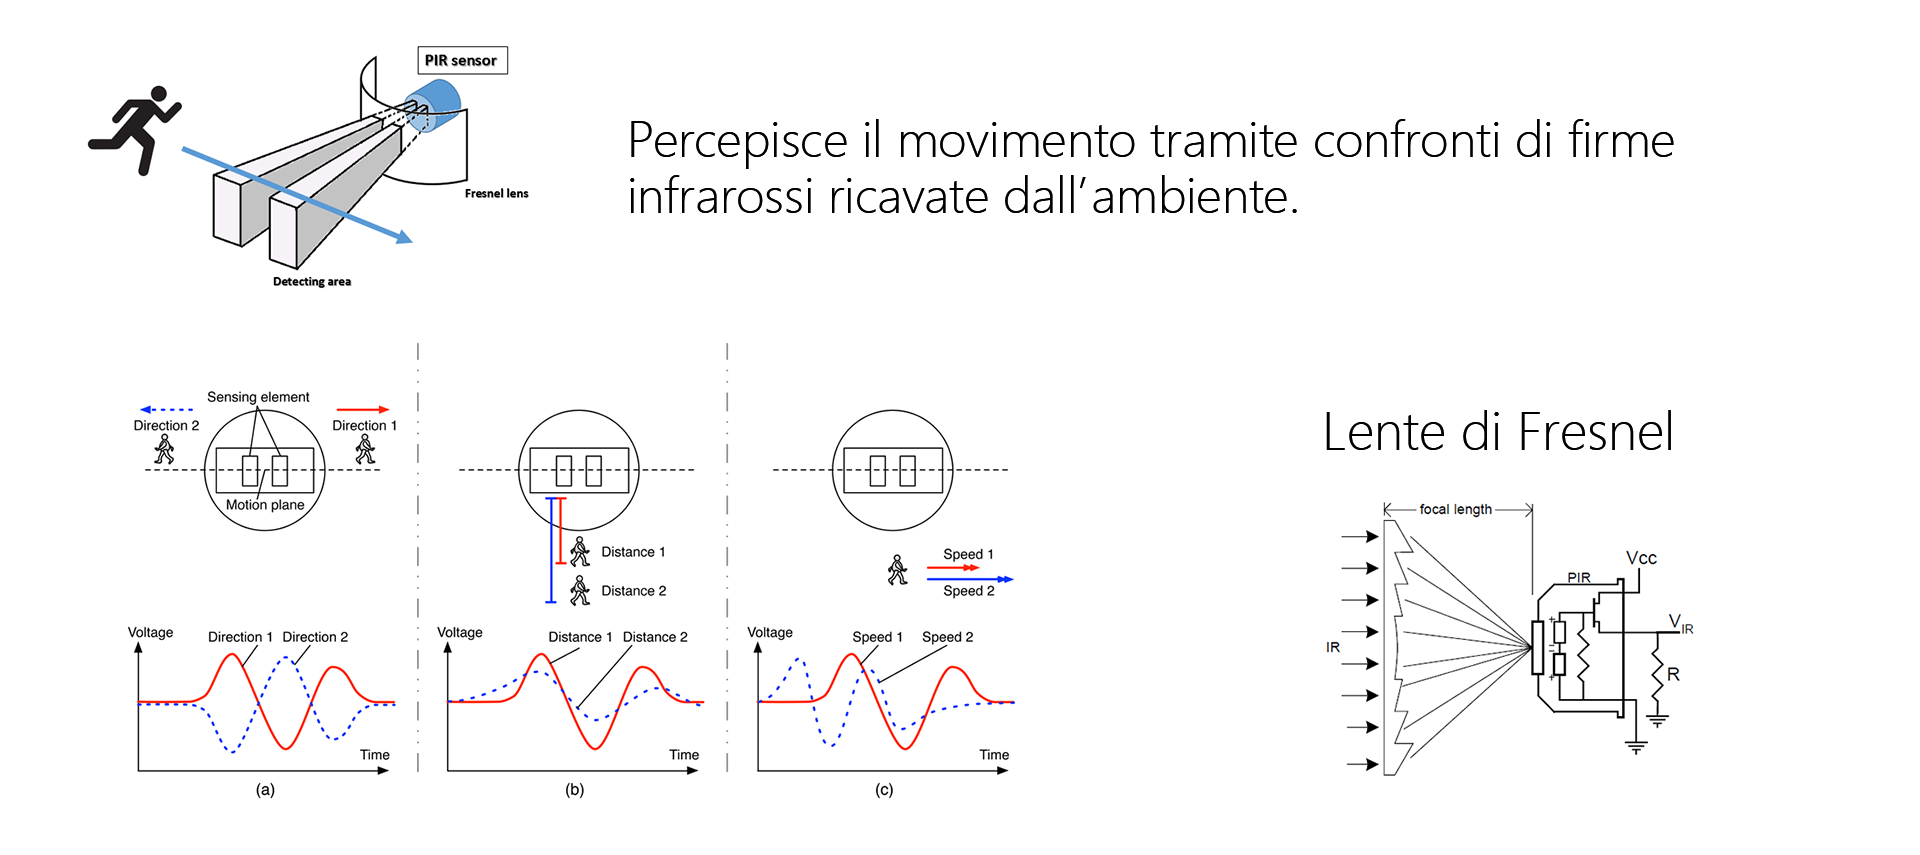 PIR sensor
Fresnel lens
Detecting area
Percepisce il movimento tramite confronti di firme
infrarossi ricavate dall’ambiente.
Sensing element
Direction 2
Direction 1
Motion plane
Voltage
Direction 1
Direction 2
Time
(a)
Distance 1
Distance 2
Voltage
Distance 1
Distance 2
Time
(b)
Speed 1
Speed 2
Voltage
Speed 1
Speed 2
Time
(c)
Lente di Fresnel
focal length
Vcc
PIR
VIR
IR
R
+
−
+